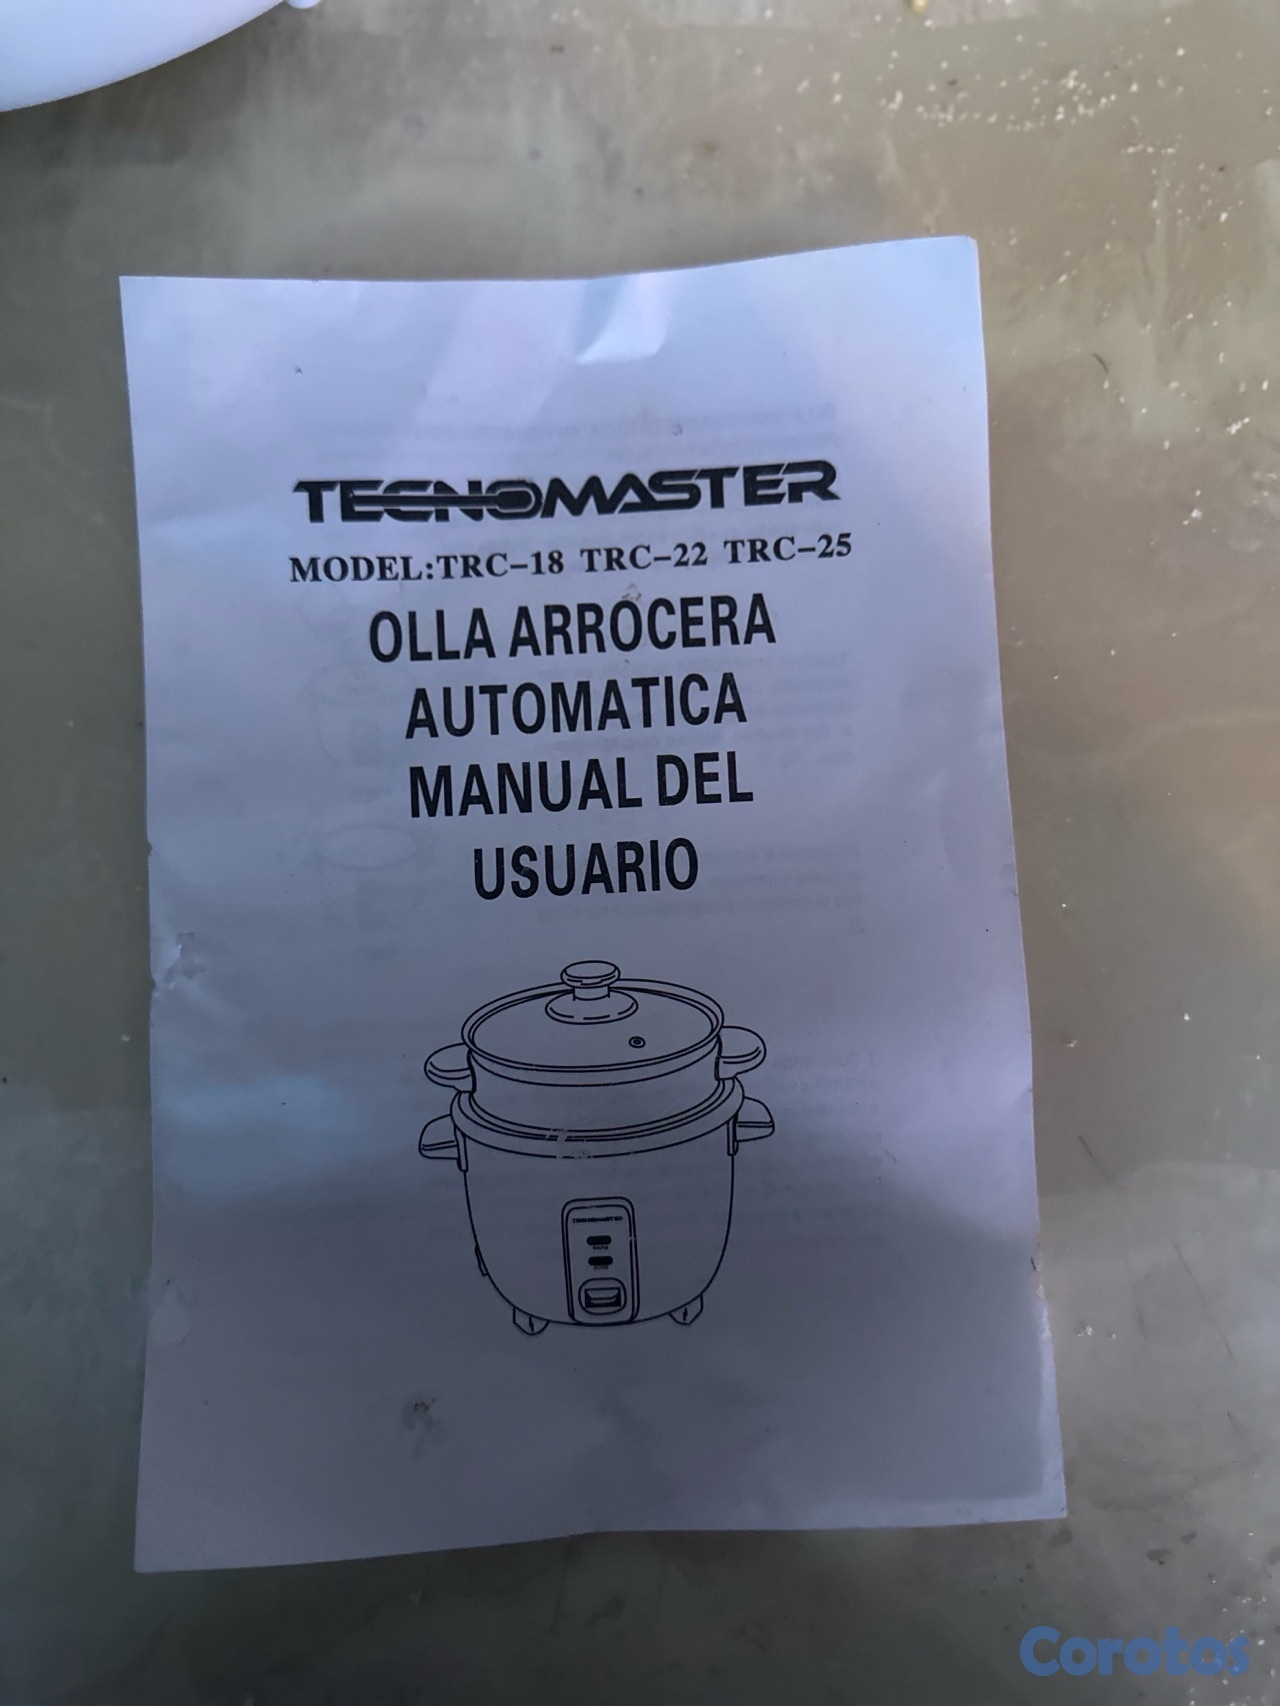 TECNOMASTER
MODEL:TRC-18 TRC-22 TRC-25
OLLA ARROCERA
AUTOMATICA
MANUAL DEL
USUARIO
TECNOMASTER
Corotos